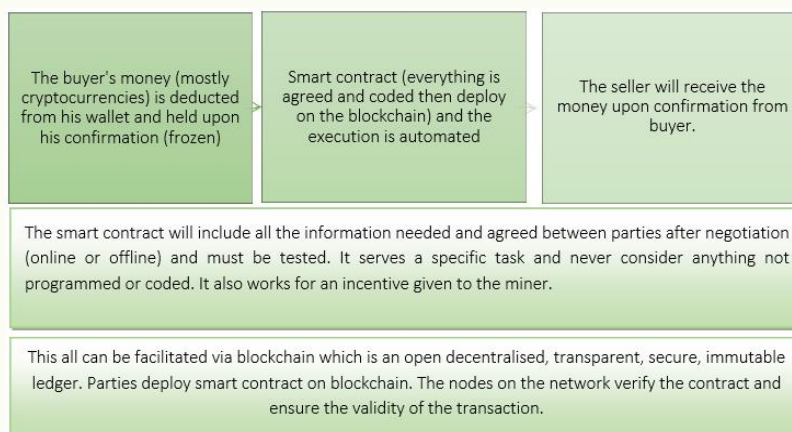 The buyer's money (mostly
cryptocurrencies) is deducted
from his wallet and held upon
his confirmation (frozen)
Smart contract (everything is
agreed and coded then deploy
on the blockchain) and the
execution is automated
The seller will receive the
money upon confirmation from
buyer.
The smart contract will include all the information needed and agreed between parties after negotiation
(online or offline) and must be tested. It serves a specific task and never consider anything not
programmed or coded. It also works for an incentive given to the miner.
This all can be facilitated via blockchain which is an open decentralised, transparent, secure, immutable
ledger. Parties deploy smart contract on blockchain. The nodes on the network verify the contract and
ensure the validity of the transaction.